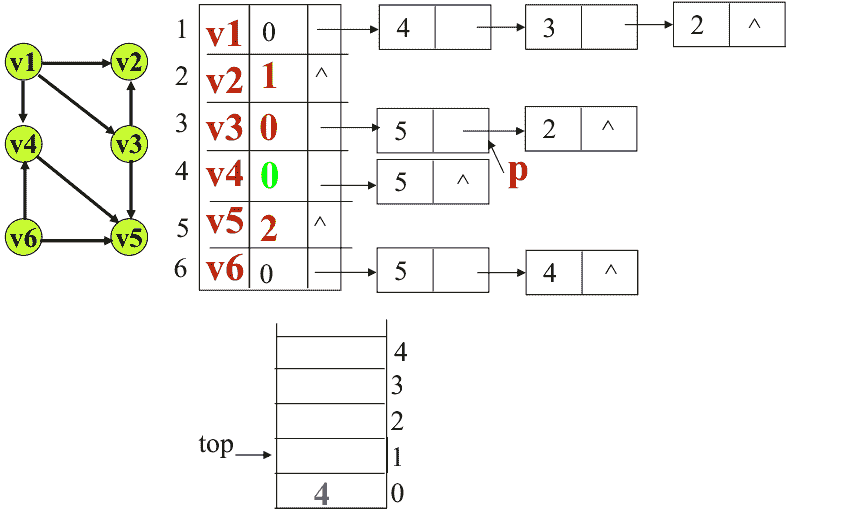 1 v1 0 4 3 2 ^
v1 v2
2 v2 1 ^
3 v3 0 5 2 ^
v4 v3
p
4 v4 0 5 ^
5 v5 2 ^
v6 v5
6 v6 0 5 4 ^
4
3
2
top 1
4 0